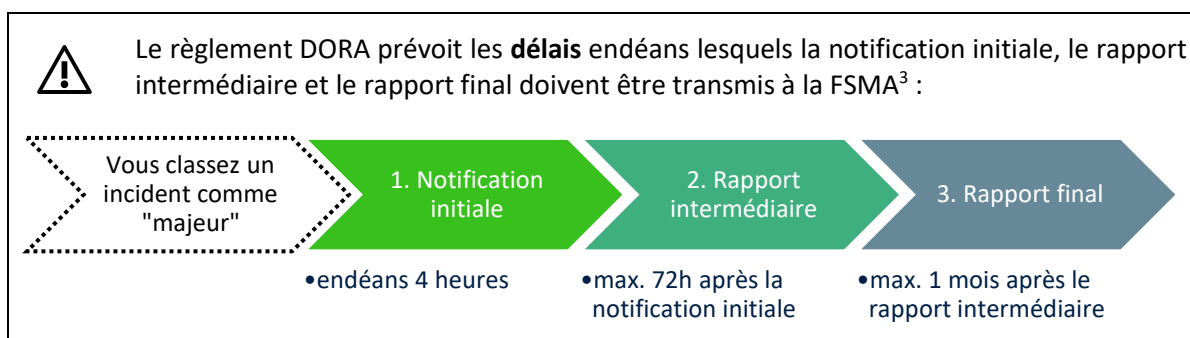 Le règlement DORA prévoit les délais endéans lesquels la notification initiale, le rapport
intermédiaire et le rapport final doivent être transmis à la FSMA³ :
Vous classez un
incident comme
"majeur"
1. Notification
initiale
2. Rapport
intermédiaire
3. Rapport final
•endéans 4 heures
•max. 72h après la
notification initiale
•max. 1 mois après le
rapport intermédiaire